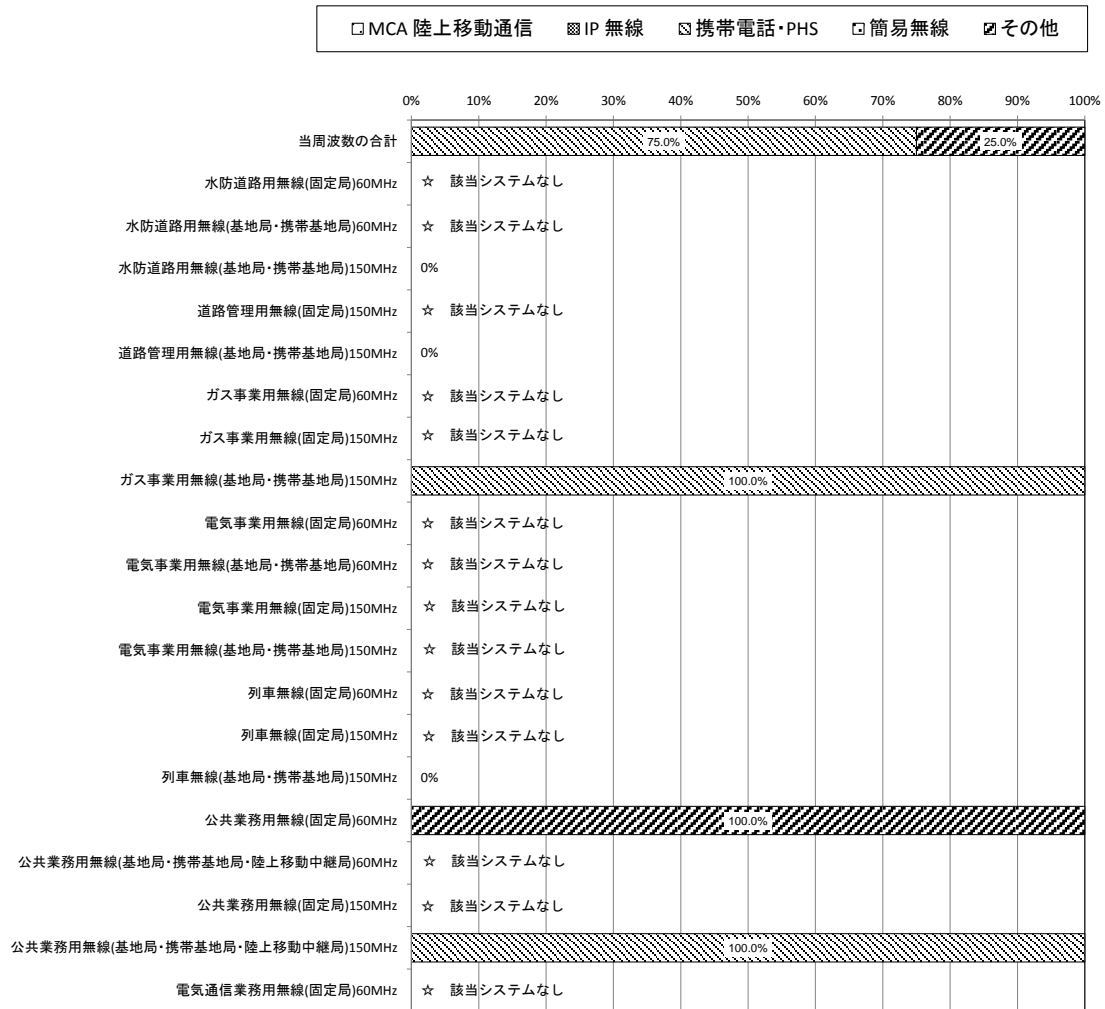 MCA 陸上移動通信 IP 無線 携帯電話・PHS 簡易無線 その他
0% 10% 20% 30% 40% 50% 60% 70% 80% 90% 100%
当周波数の合計 75.0% 25.0%
水防道路用無線(固定局)60MHz ☆ 該当システムなし
水防道路用無線(基地局・携帯基地局)60MHz ☆ 該当システムなし
水防道路用無線(基地局・携帯基地局)150MHz 0%
道路管理用無線(固定局)150MHz ☆ 該当システムなし
道路管理用無線(基地局・携帯基地局)150MHz 0%
ガス事業用無線(固定局)60MHz ☆ 該当システムなし
ガス事業用無線(固定局)150MHz ☆ 該当システムなし
ガス事業用無線(基地局・携帯基地局)150MHz 100.0%
電気事業用無線(固定局)60MHz ☆ 該当システムなし
電気事業用無線(基地局・携帯基地局)60MHz ☆ 該当システムなし
電気事業用無線(固定局)150MHz ☆ 該当システムなし
電気事業用無線(基地局・携帯基地局)150MHz ☆ 該当システムなし
列車無線(固定局)60MHz ☆ 該当システムなし
列車無線(固定局)150MHz ☆ 該当システムなし
列車無線(基地局・携帯基地局)150MHz 0%
公共業務用無線(固定局)60MHz 100.0%
公共業務用無線(基地局・携帯基地局・陸上移動中継局)60MHz ☆ 該当システムなし
公共業務用無線(固定局)150MHz ☆ 該当システムなし
公共業務用無線(基地局・携帯基地局・陸上移動中継局)150MHz 100.0%
電気通信業務用無線(固定局)60MHz ☆ 該当システムなし